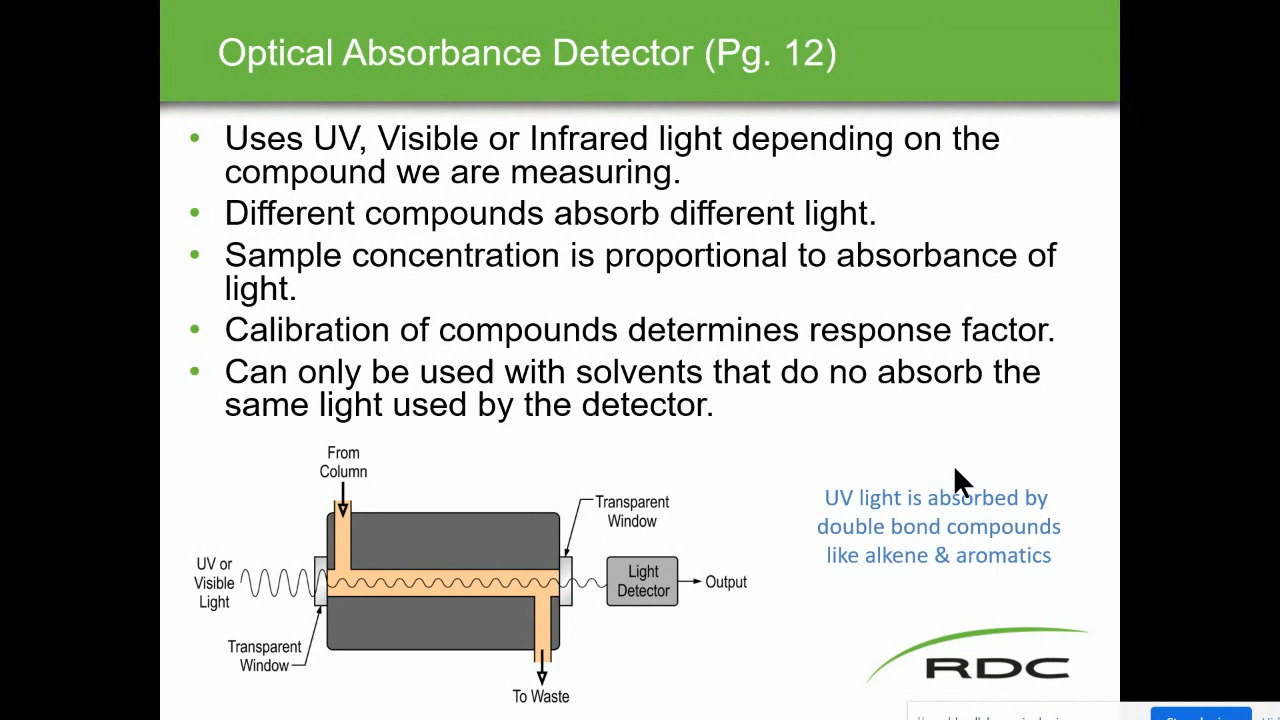 Optical Absorbance Detector (Pg. 12)
• Uses UV, Visible or Infrared light depending on the
compound we are measuring.
• Different compounds absorb different light.
• Sample concentration is proportional to absorbance of
light.
• Calibration of compounds determines response factor.
• Can only be used with solvents that do no absorb the
same light used by the detector.
From
Column
Transparent
Window
UV or
Visible
Light
Light
Detector
Output
Transparent
Window
To Waste
UV light is absorbed by
double bond compounds
like alkene & aromatics
RDC